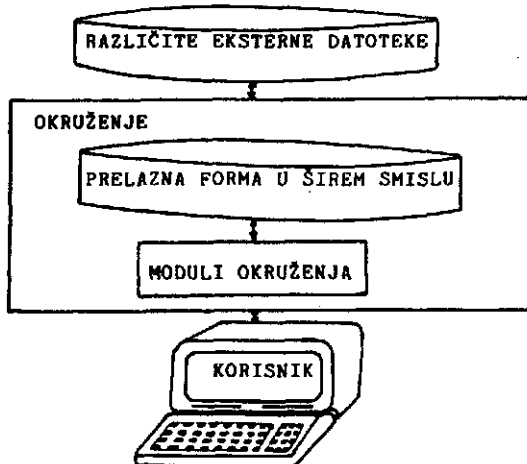 RAZLIČITE EKSTERNE DATOTEKE
OKRUŽENJE
PRELAZNA FORMA U ŠIREM SMISLU
MODULI OKRUŽENJA
KORISNIK